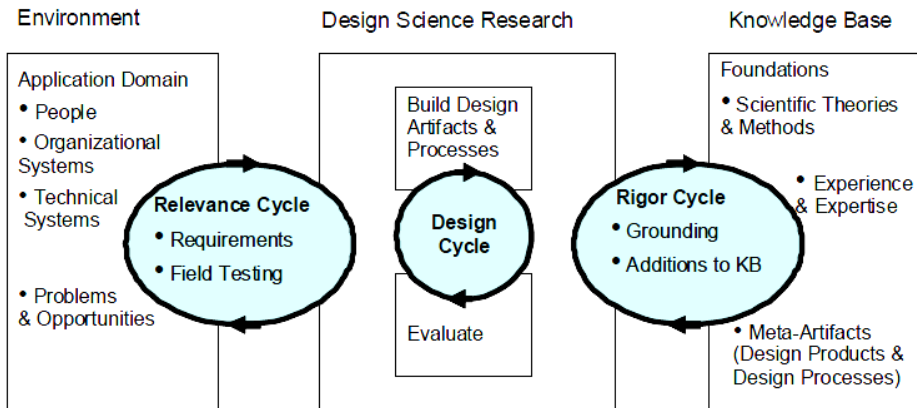 Environment
Design Science Research
Knowledge Base
Application Domain
• People
• Organizational
Systems
• Technical
Systems
• Problems
& Opportunities
Relevance Cycle
• Requirements
• Field Testing
Build Design
Artifacts &
Processes
Design
Cycle
Evaluate
Rigor Cycle
• Grounding
• Additions to KB
Foundations
• Scientific Theories
& Methods
• Experience
& Expertise
• Meta-Artifacts
(Design Products &
Design Processes)